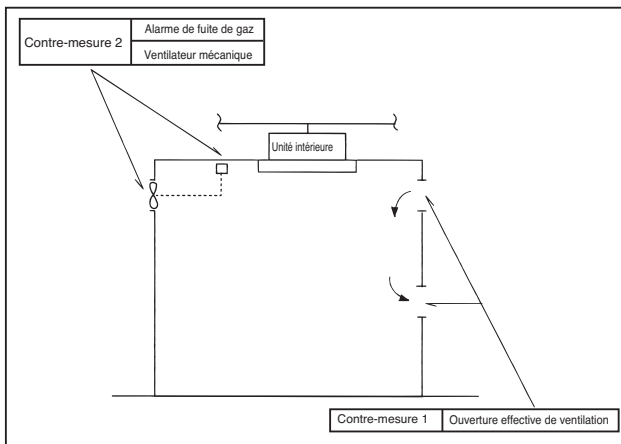 Contre-mesure 2
Alarme de fuite de gaz
Ventilateur mécanique
Unité intérieure
Contre-mesure 1
Ouverture effective de ventilation